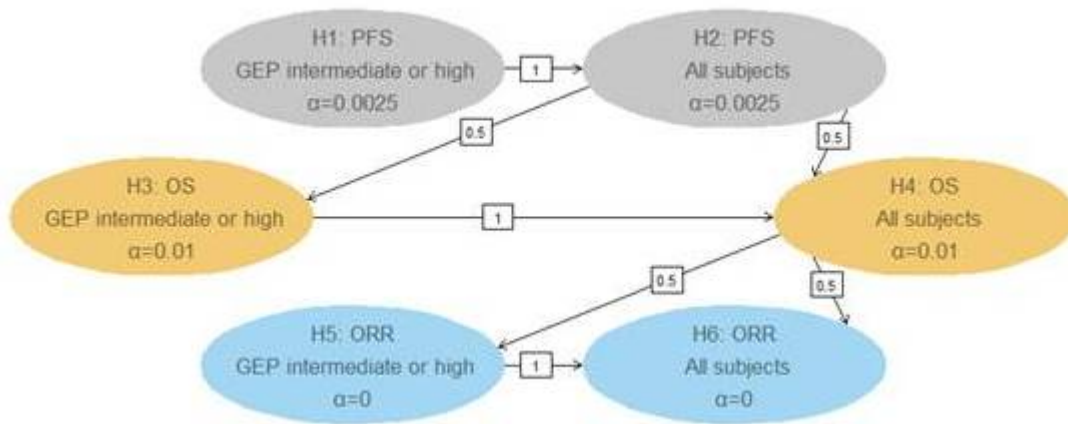 H1: PFS
GEP intermediate or high
α=0.0025
1
H2: PFS
All subjects
α=0.0025
0.5
0.5
H3: OS
GEP intermediate or high
α=0.01
1
H4: OS
All subjects
α=0.01
0.5
0.5
H5: ORR
GEP intermediate or high
α=0
1
H6: ORR
All subjects
α=0